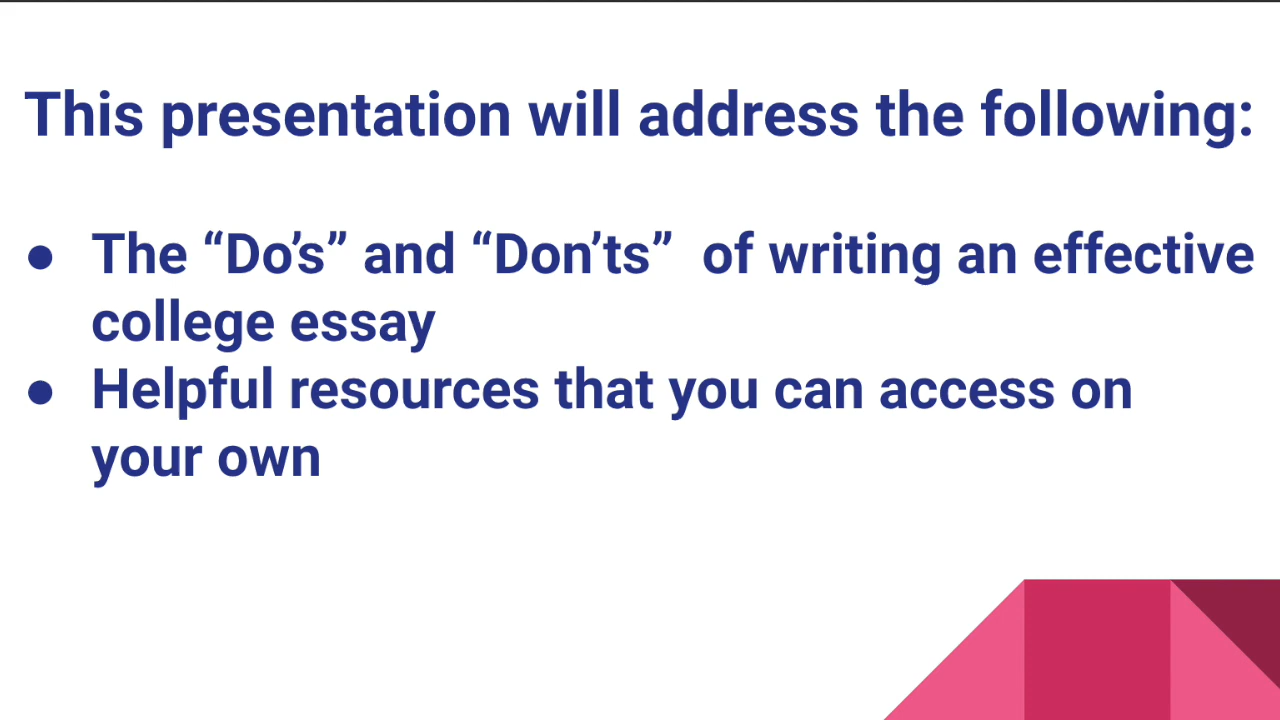 This presentation will address the following:
● The “Do’s” and “Don’ts”  of writing an effective
college essay
● Helpful resources that you can access on
your own